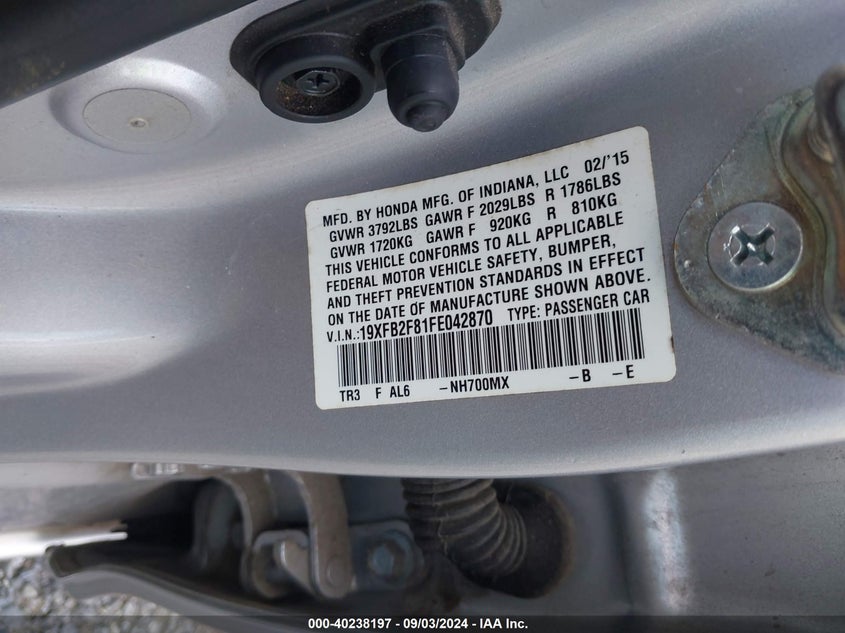 MFD. BY HONDA MFG. OF INDIANA, LLC 02/'15
GVWR 3792LBS GAWR F 2029LBS R 1786LBS
GVWR 1720KG GAWR F 920KG R 810KG
THIS VEHICLE CONFORMS TO ALL APPLICABLE
FEDERAL MOTOR VEHICLE SAFETY, BUMPER,
AND THEFT PREVENTION STANDARDS IN EFFECT
ON THE DATE OF MANUFACTURE SHOWN ABOVE.
V.I.N.:19XFB2F81FE042870 TYPE: PASSENGER CAR
TR3 F AL6 -NH700MX -B -E
000-40238197 - 09/03/2024 - IAA Inc.